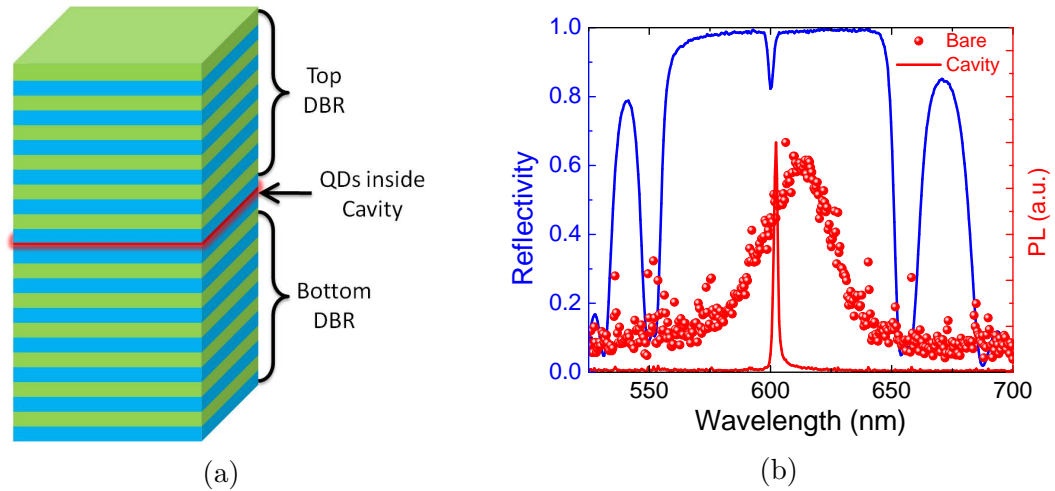 Top
DBR
QDs inside
Cavity
Bottom
DBR
(a)
1.0
0.8
0.6
0.4
0.2
0.0
Reflectivity
Bare
Cavity
PL (a.u.)
550
600
650
700
Wavelength (nm)
(b)